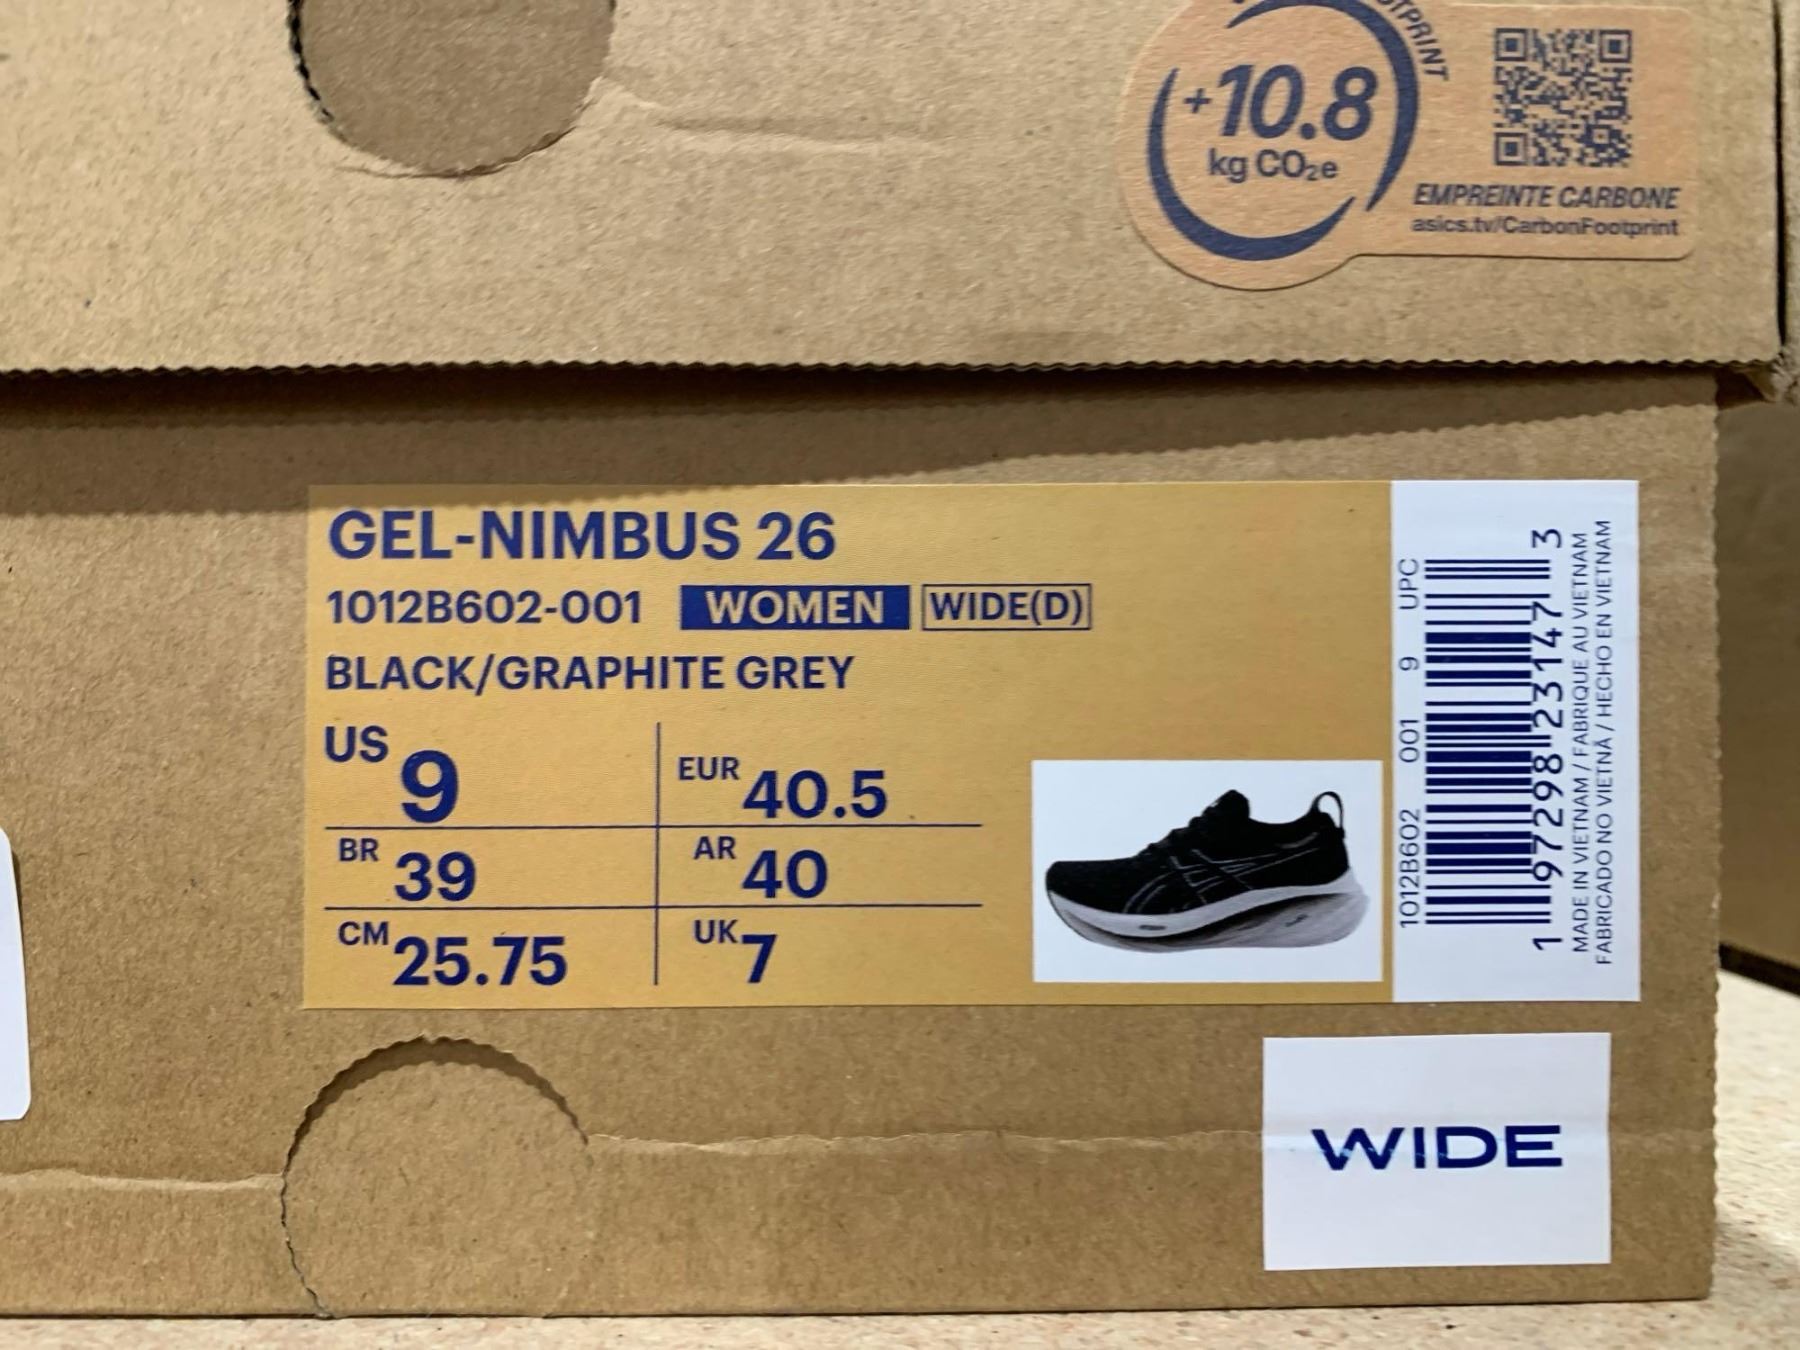 +10.8
kg CO₂e
EMPREINTE CARBONE
asics.tv/CarbonFootprint
GEL-NIMBUS 26
1012B602-001 WOMEN WIDE(D)
BLACK/GRAPHITE GREY
US 9
EUR 40.5
BR 39
AR 40
CM 25.75
UK 7
1012B602 001 9 UPC
1 97298 23147 3
MADE IN VIETNAM / FABRIQUE AU VIETNAM
FABRICADO NO VIETNÃ / HECHO EN VIETNAM
WIDE